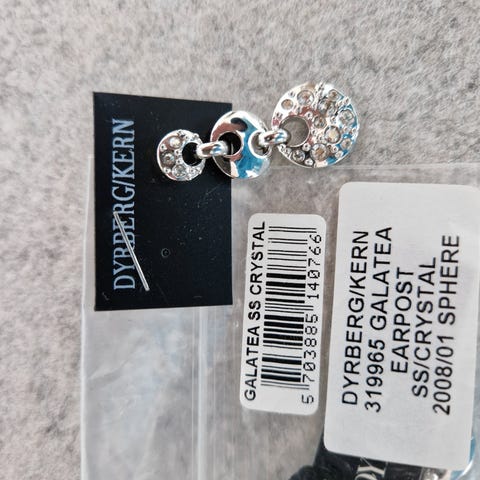 DYRBERG/KERN
GALATEA SS CRYSTAL
5 703885 140766
DYRBERG/KERN
319965 GALATEA
EARPOST
SS/CRYSTAL
2008/01 SPHERE